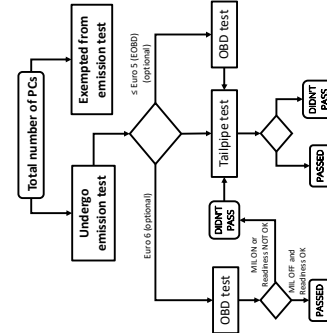 Total number of PCs
Undergo
emission test
Exempted from
emission test
Euro 6 (optional)
≤ Euro 5 (EOBD)
(optional)
OBD test
Tailpipe test
OBD test
DIDN'T
PASS
MIL ON or
Readiness NOT OK
MIL OFF and
Readiness OK
PASSED
PASSED
DIDN'T
PASS